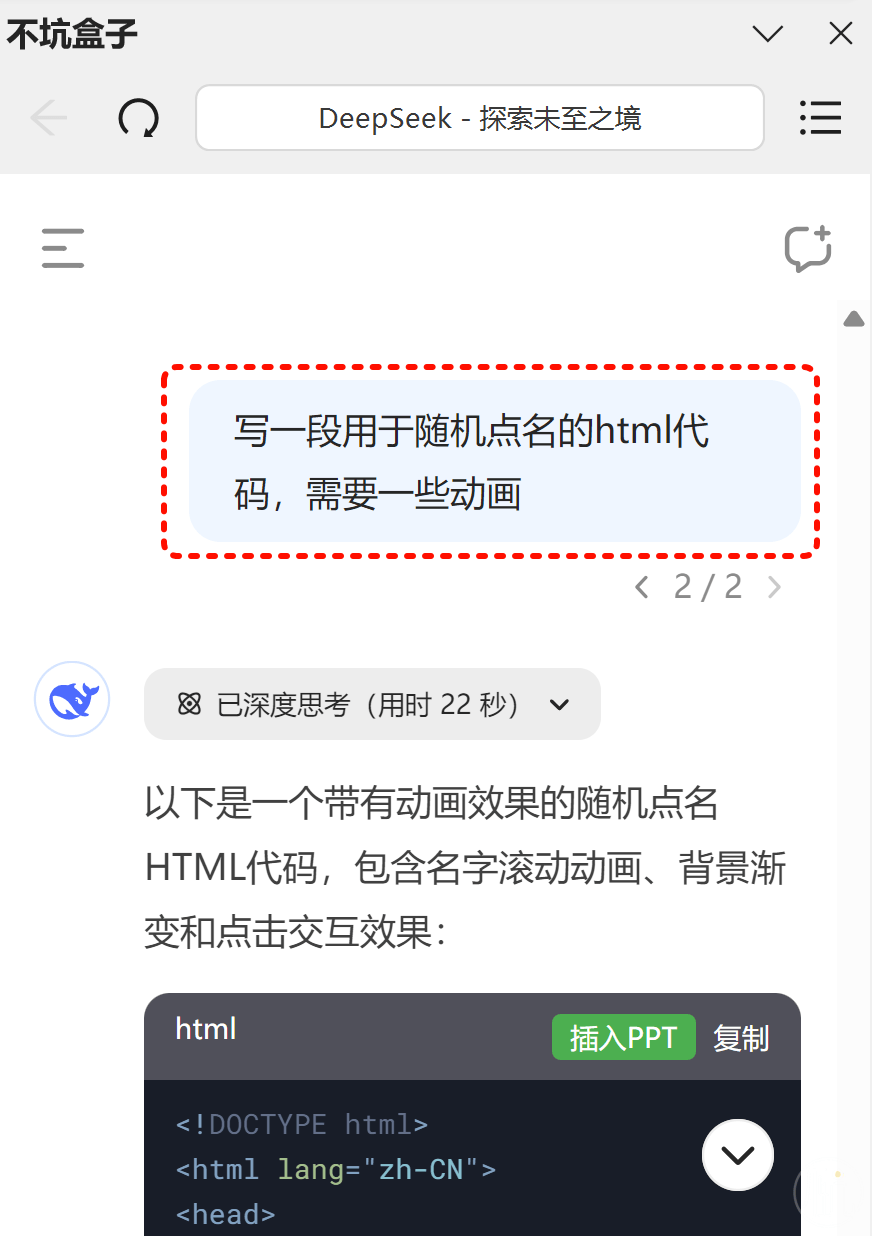 不坑盒子
DeepSeek - 探索未至之境
写一段用于随机点名的html代
码，需要一些动画
2 / 2
已深度思考（用时 22 秒）
以下是一个带有动画效果的随机点名
HTML代码，包含名字滚动动画、背景渐
变和点击交互效果：
html
插入PPT 复制
<!DOCTYPE html>
<html lang="zh-CN">
<head>